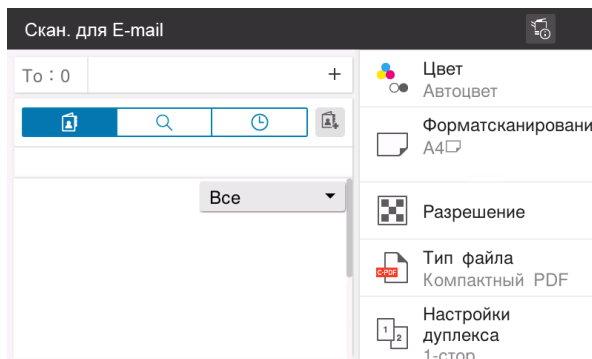 Скан. для E-mail
To : 0
+
Все
Цвет
Автоцвет
Форматсканировани
A4
Разрешение
C-PDF
Тип файла
Компактный PDF
1 2
Настройки
дуплекса
1-стор